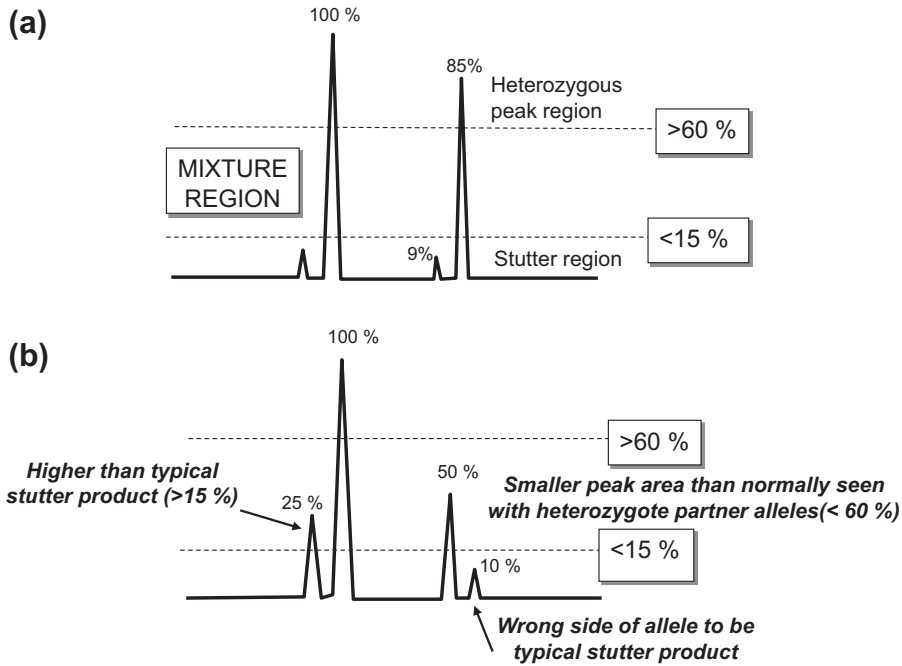 (a)
100 %
85%
Heterozygous
peak region
>60 %
MIXTURE
REGION
<15 %
9%
Stutter region
(b)
100 %
>60 %
Higher than typical
stutter product (>15 %)
25 %
50 %
Smaller peak area than normally seen
with heterozygote partner alleles(< 60 %)
<15 %
10 %
Wrong side of allele to be
typical stutter product